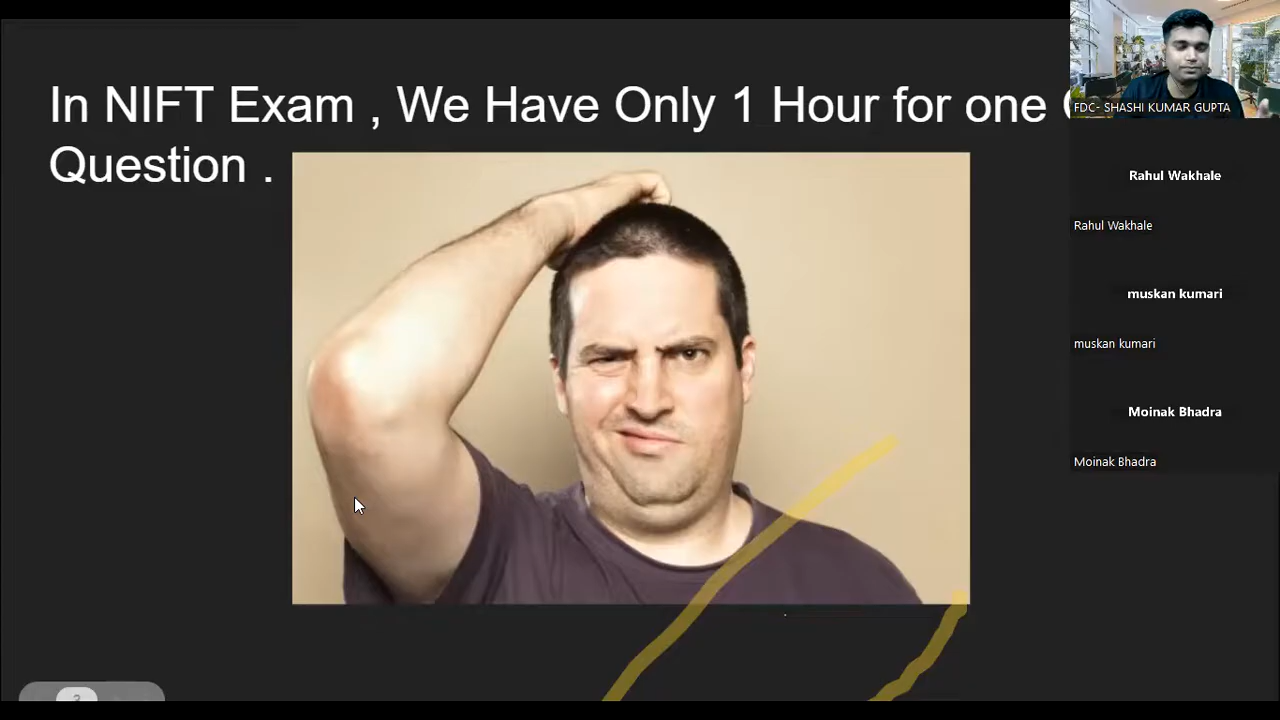 In NIFT Exam , We Have Only 1 Hour for one
Question .
FDC- SHASHI KUMAR GUPTA
Rahul Wakhale
Rahul Wakhale
muskan kumari
muskan kumari
Moinak Bhadra
Moinak Bhadra